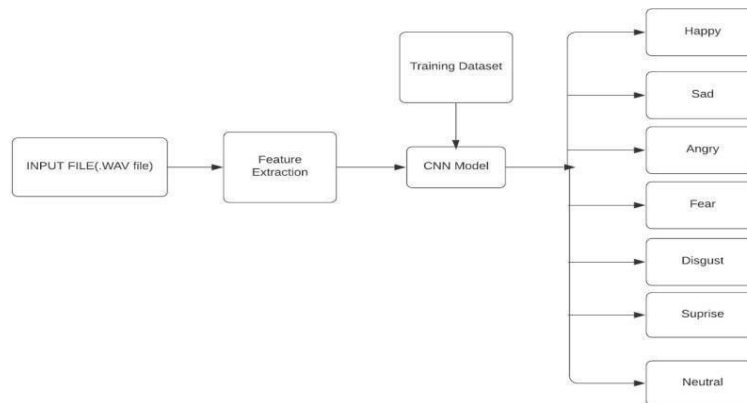 Happy
Training Dataset
Sad
INPUT FILE(.WAV file)
Feature
Extraction
CNN Model
Angry
Fear
Disgust
Suprise
Neutral